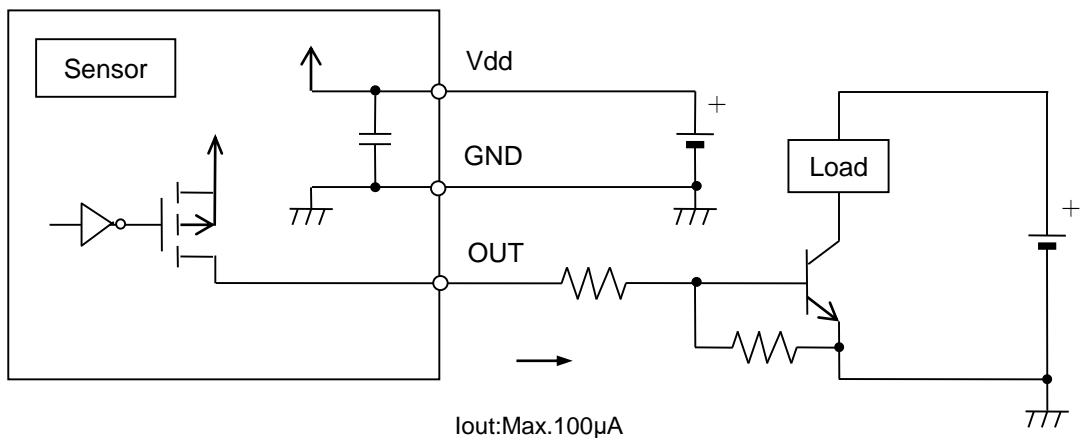 Sensor
Vdd
+
GND
Load
+
OUT
Iout:Max.100μA